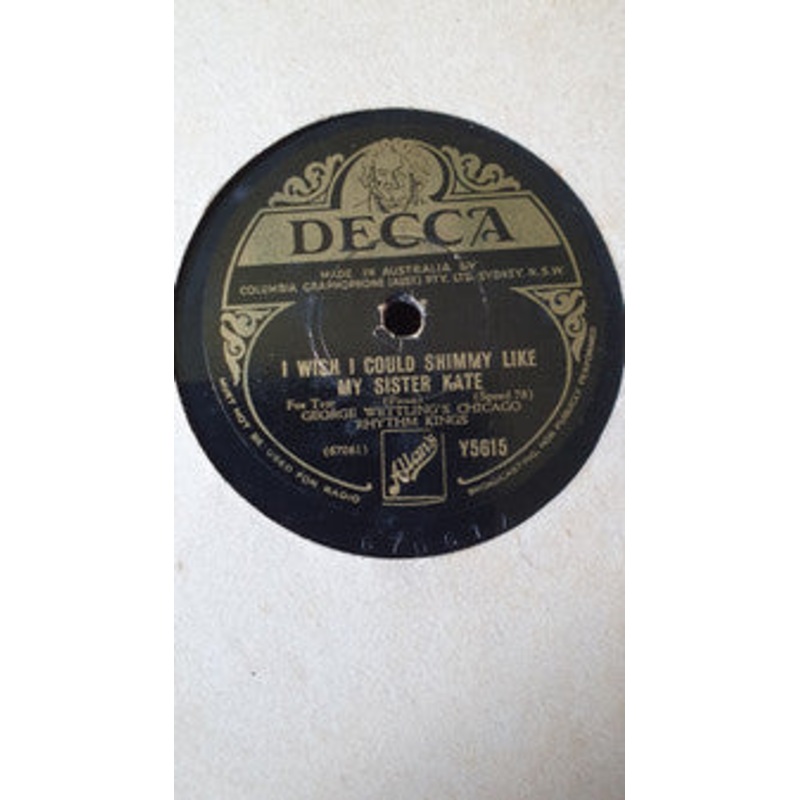 DECCA
MADE IN AUSTRALIA BY
COLUMBIA GRAPHOPHONE (AUST.) PTY. LTD. SYDNEY. N.S.W.
I WISH I COULD SHIMMY LIKE
MY SISTER KATE
Fox Trot (Piron) (Speed 78)
GEORGE WETTLING'S CHICAGO
RHYTHM KINGS
(67061) Y5615
Allan's
MUST NOT BE USED FOR RADIO
BROADCASTING, NOR PUBLICLY PERFORMED